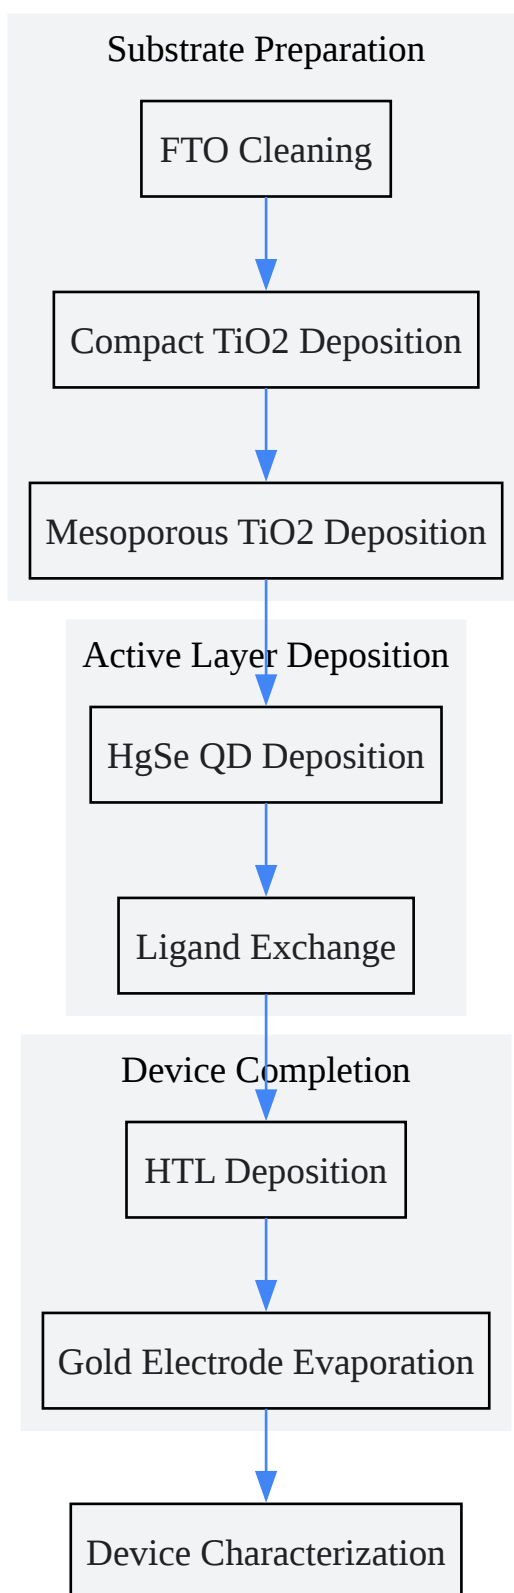 Substrate Preparation
FTO Cleaning
Compact TiO2 Deposition
Mesoporous TiO2 Deposition
Active Layer Deposition
HgSe QD Deposition
Ligand Exchange
Device Completion
HTL Deposition
Gold Electrode Evaporation
Device Characterization